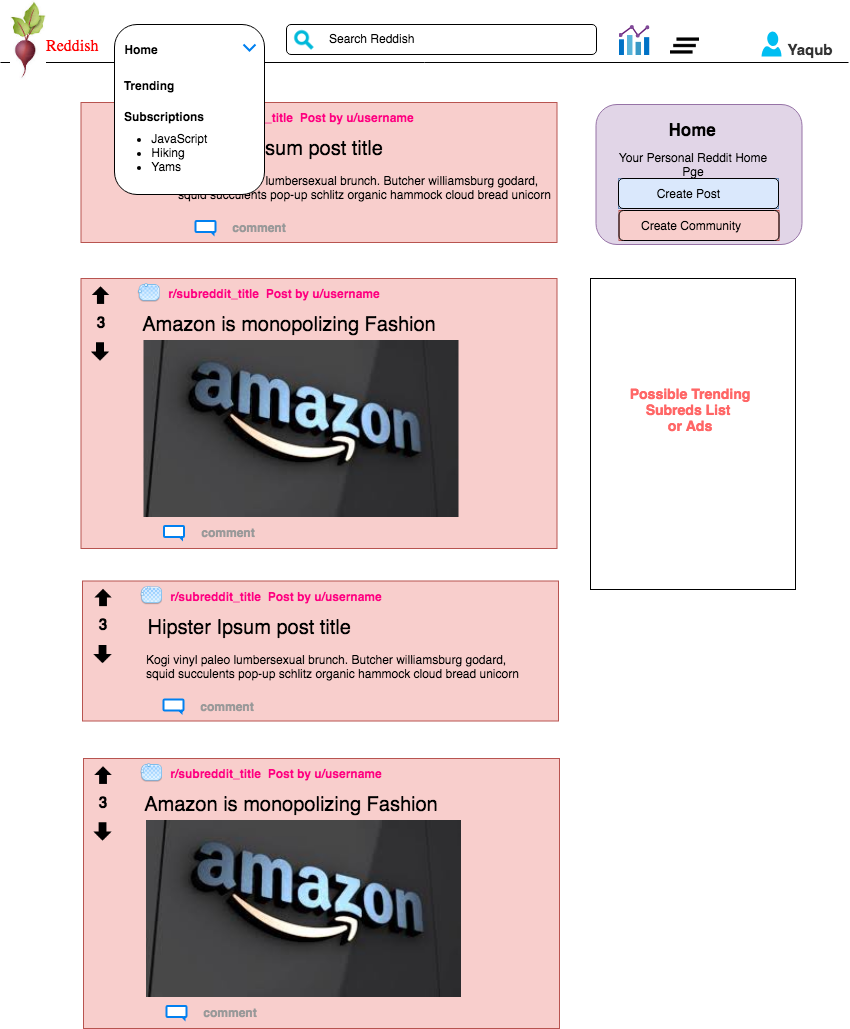 Reddish
Home
Search Reddish
Yaqub
Trending
Subscriptions
JavaScript
Hiking
Yams
_title Post by u/username
sum post title
lumbersexual brunch. Butcher williamsburg godard,
squid succulents pop-up schlitz organic hammock cloud bread unicorn
comment
Home
Your Personal Reddit Home
Pge
Create Post
Create Community
r/subreddit_title Post by u/username
3
Amazon is monopolizing Fashion
amazon
comment
Possible Trending
Subreds List
or Ads
r/subreddit_title Post by u/username
3
Hipster Ipsum post title
Kogi vinyl paleo lumbersexual brunch. Butcher williamsburg godard,
squid succulents pop-up schlitz organic hammock cloud bread unicorn
comment
r/subreddit_title Post by u/username
3
Amazon is monopolizing Fashion
amazon
comment